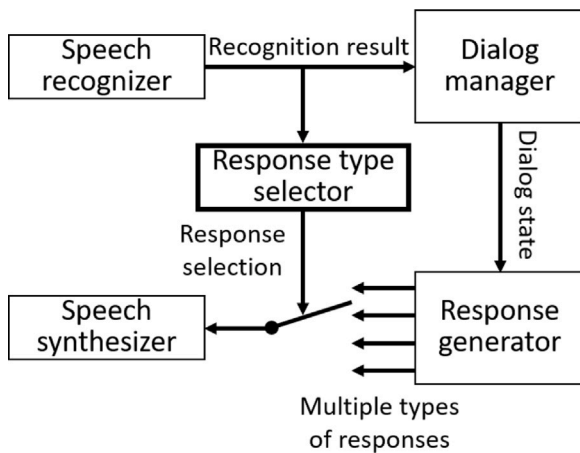 Speech
recognizer
Recognition result
Dialog
manager
Response type
selector
Dialog state
Response
selection
Speech
synthesizer
Response
generator
Multiple types
of responses